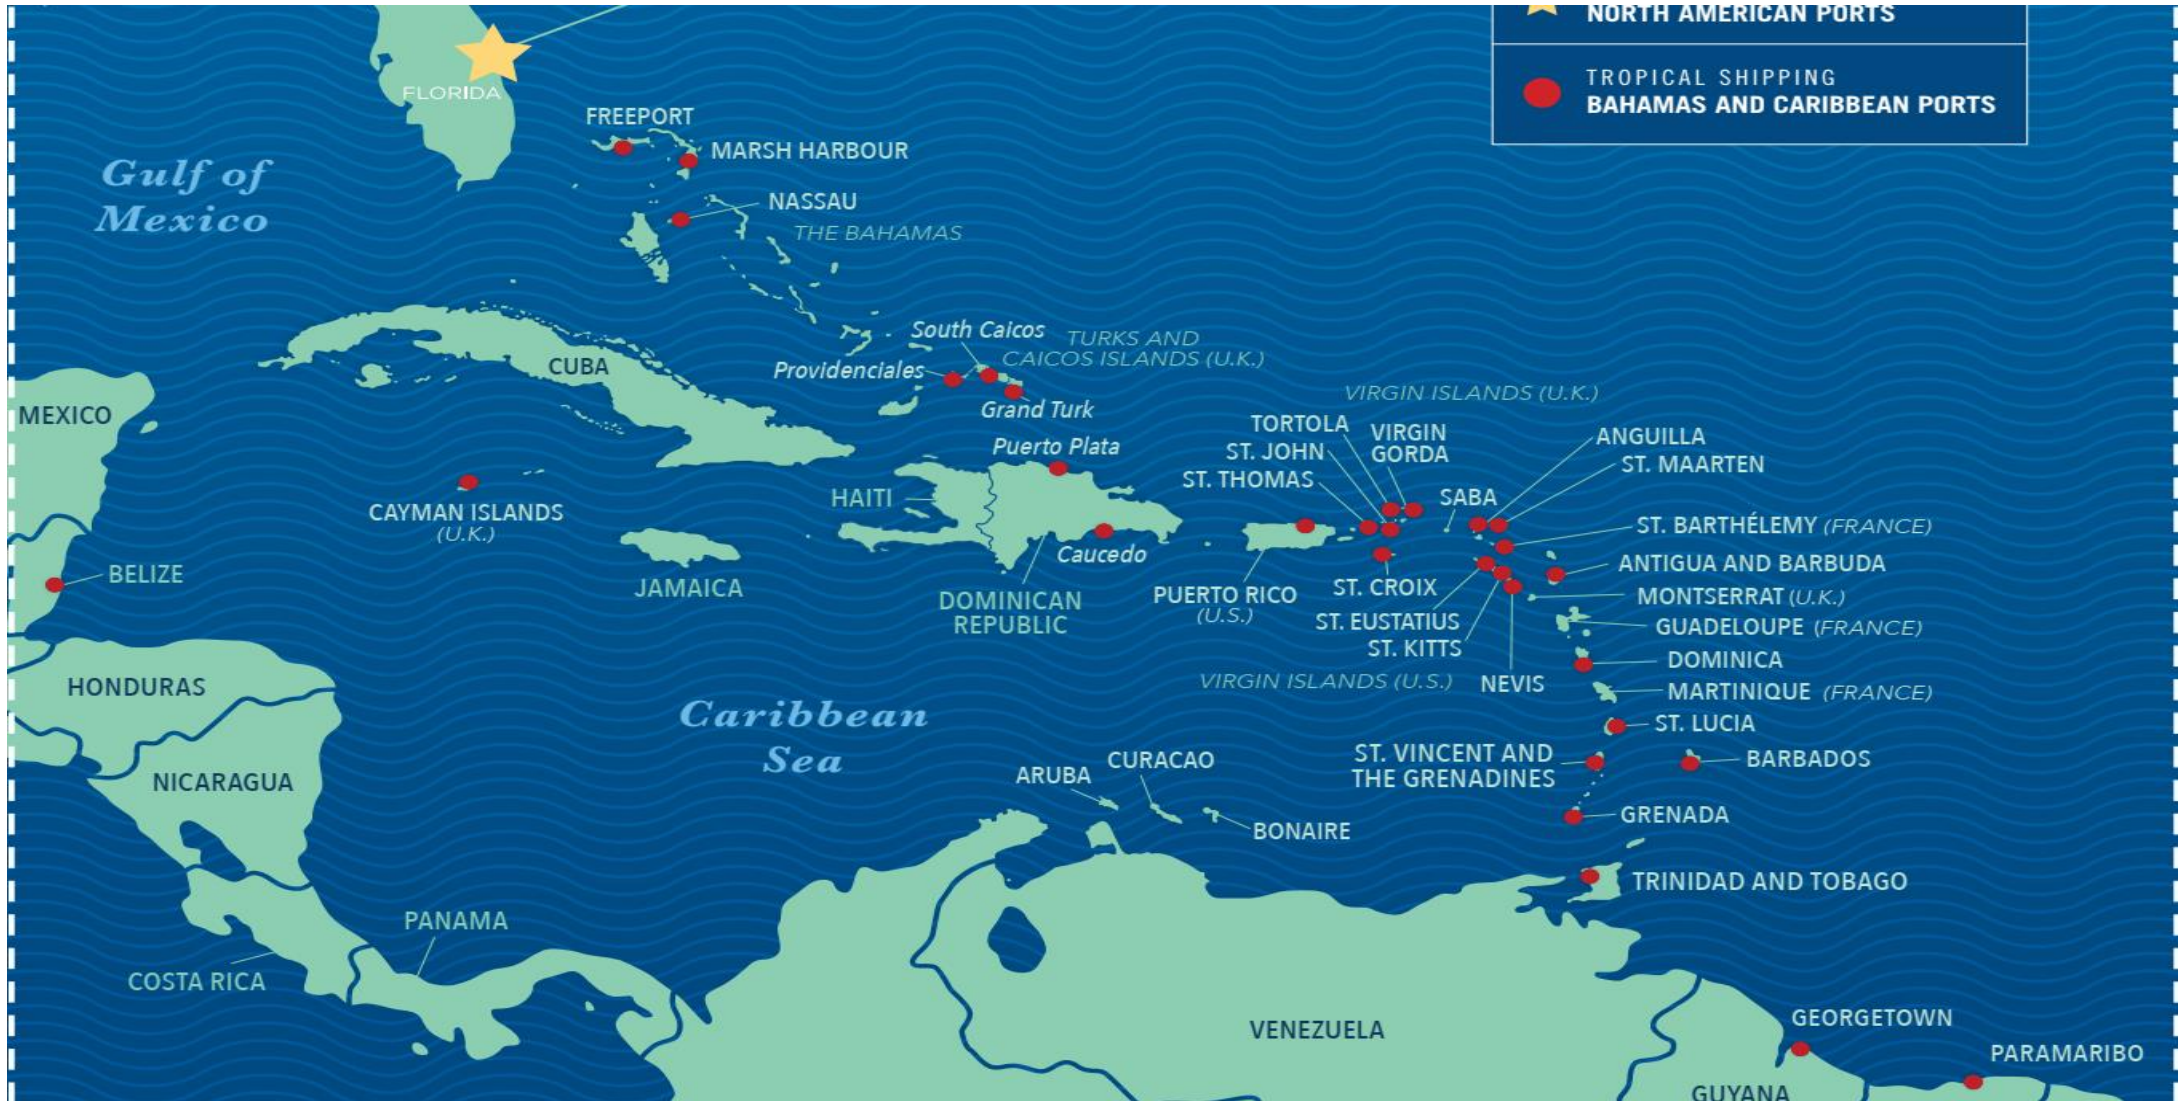 NORTH AMERICAN PORTS
TROPICAL SHIPPING
BAHAMAS AND CARIBBEAN PORTS
FLORIDA
FREEPORT
MARSH HARBOUR
Gulf of
Mexico
NASSAU
THE BAHAMAS
South Caicos
TURKS AND
CAICOS ISLANDS (U.K.)
Providenciales
CUBA
Grand Turk
MEXICO
VIRGIN ISLANDS (U.K.)
TORTOLA
VIRGIN
GORDA
ANGUILLA
Puerto Plata
ST. JOHN
ST. MAARTEN
ST. THOMAS
SABA
HAITI
CAYMAN ISLANDS
(U.K.)
ST. BARTHÉLEMY (FRANCE)
Caucedo
ANTIGUA AND BARBUDA
BELIZE
JAMAICA
ST. CROIX
PUERTO RICO
(U.S.)
MONTSERRAT (U.K.)
DOMINICAN
REPUBLIC
ST. EUSTATIUS
GUADELOUPE (FRANCE)
ST. KITTS
DOMINICA
VIRGIN ISLANDS (U.S.)
NEVIS
HONDURAS
MARTINIQUE (FRANCE)
Caribbean
Sea
ST. LUCIA
ST. VINCENT AND
THE GRENADINES
BARBADOS
CURACAO
ARUBA
NICARAGUA
GRENADA
BONAIRE
TRINIDAD AND TOBAGO
PANAMA
COSTA RICA
VENEZUELA
GEORGETOWN
PARAMARIBO
GUYANA